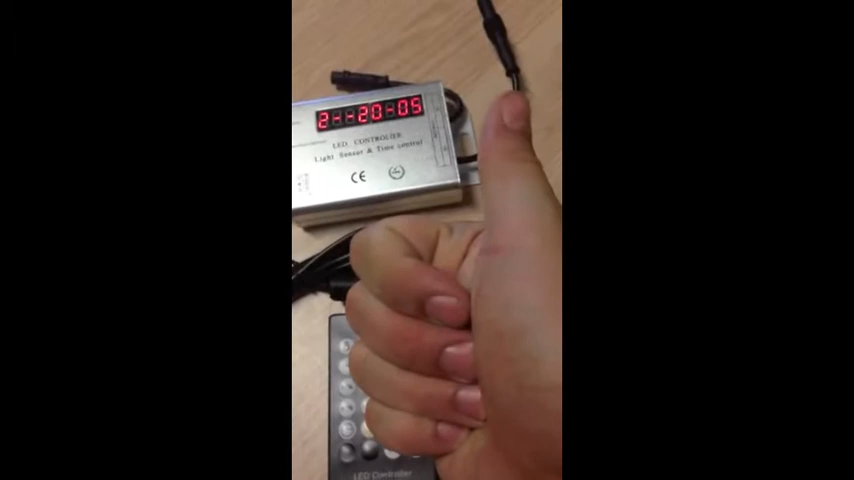 2--20-05
LED CONTROLLER
Light Sensor & Time control
CE
LED Controller